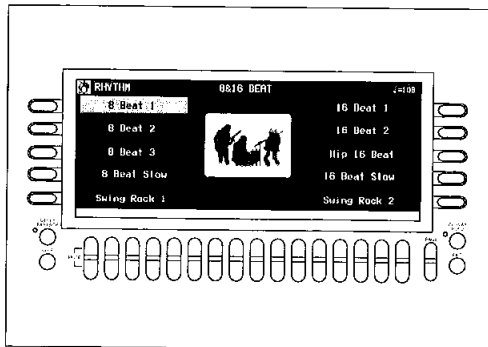 RHYTHM
8&16 BEAT
♩=108
8 Beat 1
16 Beat 1
8 Beat 2
16 Beat 2
8 Beat 3
Hip 16 Beat
8 Beat Slow
16 Beat Slow
Swing Rock 1
Swing Rock 2
PAGE